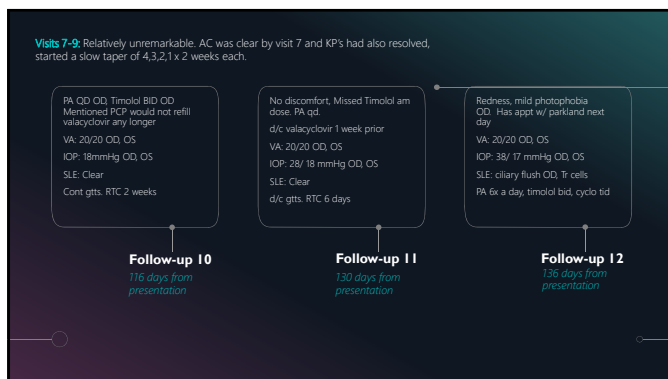 Visits 7-9: Relatively unremarkable. AC was clear by visit 7 and KP's had also resolved,
started a slow taper of 4,3,2,1 x 2 weeks each.
PA QD OD, Timolol BID OD
Mentioned PCP would not refill
valacyclovir any longer
VA: 20/20 OD, OS
IOP: 18mmHg OD, OS
SLE: Clear
Cont gtts. RTC 2 weeks
Follow-up 10
116 days from
presentation
No discomfort, Missed Timolol am
dose. PA qd.
d/c valacyclovir 1 week prior
VA: 20/20 OD, OS
IOP: 28/ 18 mmHg OD, OS
SLE: Clear
d/c gtts. RTC 6 days
Follow-up 11
130 days from
presentation
Redness, mild photophobia
OD. Has appt w/ parkland next
day
VA: 20/20 OD, OS
IOP: 38/ 17 mmHg OD, OS
SLE: ciliary flush OD, Tr cells
PA 6x a day, timolol bid, cyclo tid
Follow-up 12
136 days from
presentation